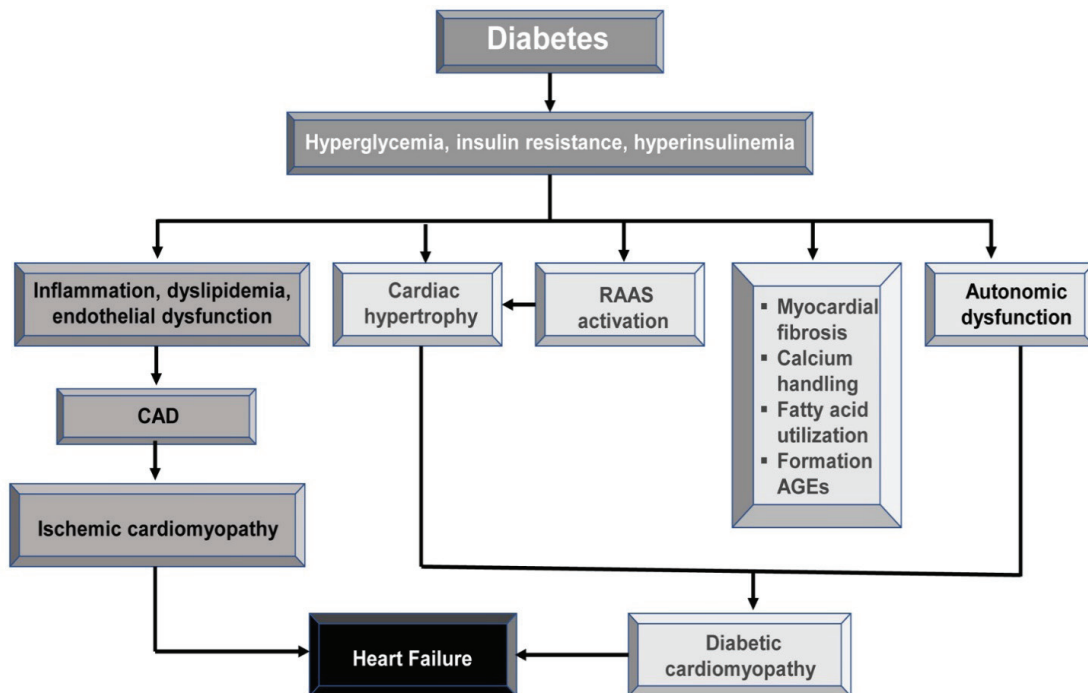 Diabetes
Hyperglycemia, insulin resistance, hyperinsulinemia
Inflammation, dyslipidemia,
endothelial dysfunction
Cardiac
hypertrophy
RAAS
activation
▪ Myocardial
fibrosis
▪ Calcium
handling
▪ Fatty acid
utilization
▪ Formation
AGEs
Autonomic
dysfunction
CAD
Ischemic cardiomyopathy
Heart Failure
Diabetic
cardiomyopathy